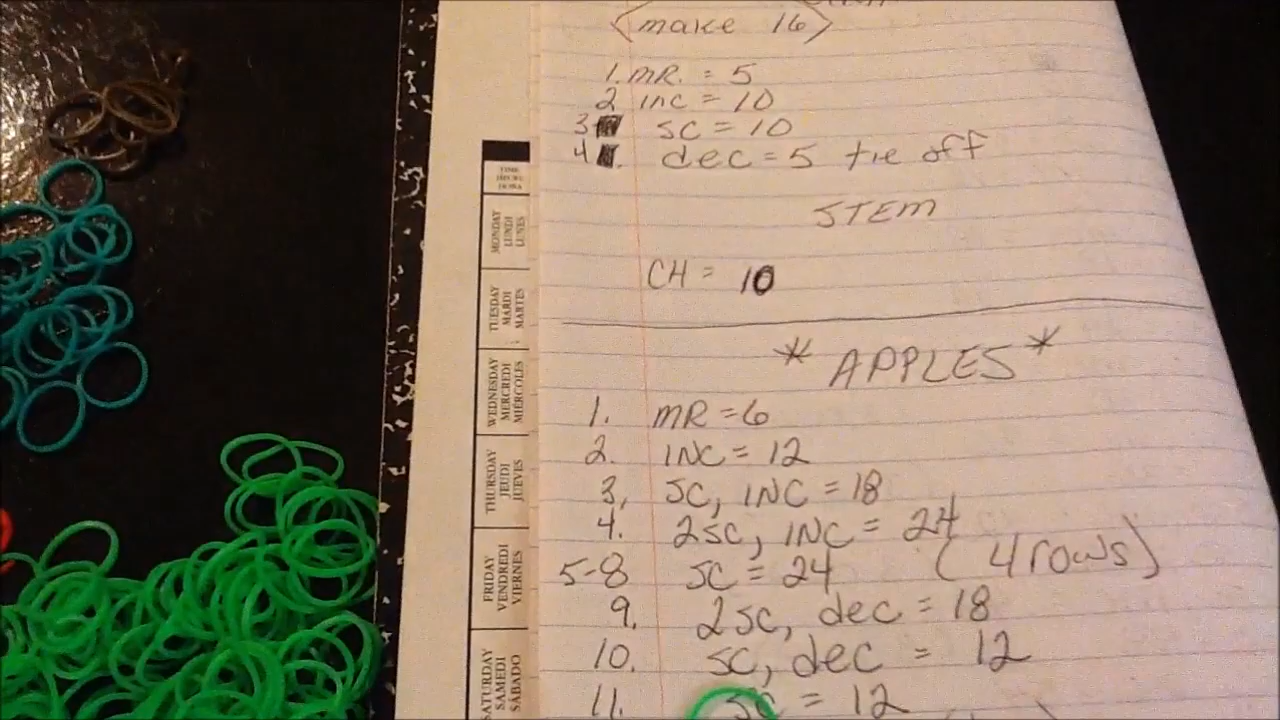 <make 16>
1. MR. = 5
2 inc = 10
3 SC = 10
4 . dec = 5 tie off
STEM
CH = 10
* APPLES *
1. MR = 6
2. INC = 12
3, SC, INC = 18
4. 2SC, INC = 24
5-8 SC = 24 (4 rows)
9. 2SC, dec = 18
10. SC, dec = 12
11. SC = 12
MONDAY
LUNDI
LUNES
TUESDAY
MARDI
MARTES
WEDNESDAY
MERCREDI
MIÉRCOLES
THURSDAY
JEUDI
JUEVES
FRIDAY
VENDREDI
VIERNES
SATURDAY
SAMEDI
SÁBADO